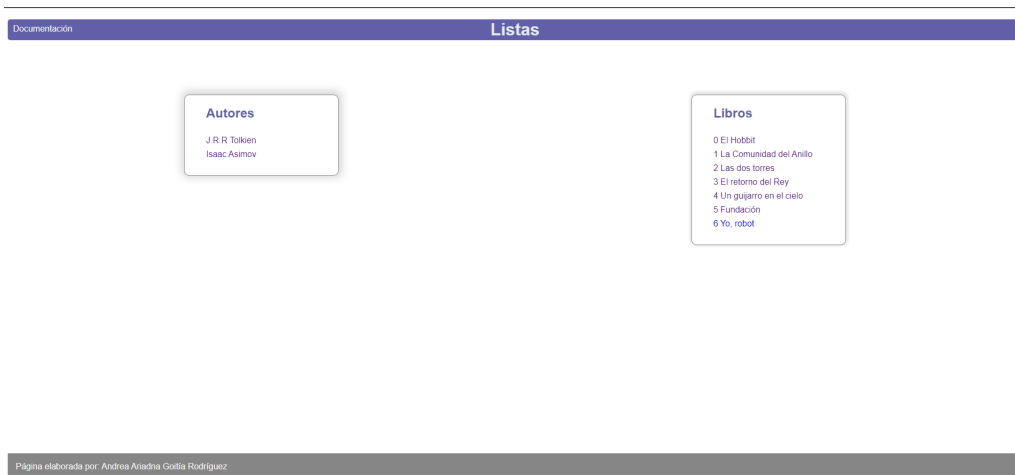 Documentación
Listas
Autores
J.R.R Tolkien
Isaac Asimov
Libros
0 El Hobbit
1 La Comunidad del Anillo
2 Las dos torres
3 El retorno del Rey
4 Un guijarro en el cielo
5 Fundación
6 Yo, robot
Página elaborada por: Andrea Ariadna Goitía Rodríguez